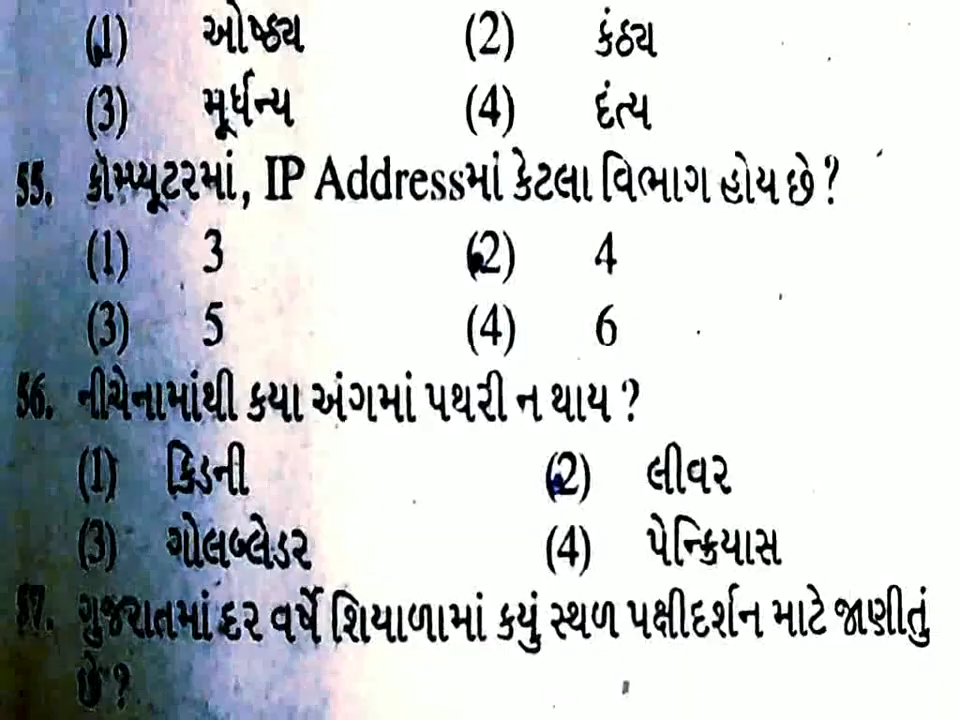 (1) ઓષ્ઠ્ય (2) કંઠ્ય
(3) મૂર્ધન્ય (4) દંત્ય
55. કૉમ્પ્યૂટરમાં, IP Addressમાં કેટલા વિભાગ હોય છે ?
(1) 3 (2) 4
(3) 5 (4) 6
56. નીચેનામાંથી કયા અંગમાં પથરી ન થાય ?
(1) કિડની (2) લીવર
(3) ગોલબ્લેડર (4) પેન્ક્રિયાસ
57. ગુજરાતમાં દર વર્ષે શિયાળામાં કયું સ્થળ પક્ષીદર્શન માટે જાણીતું
છે ?